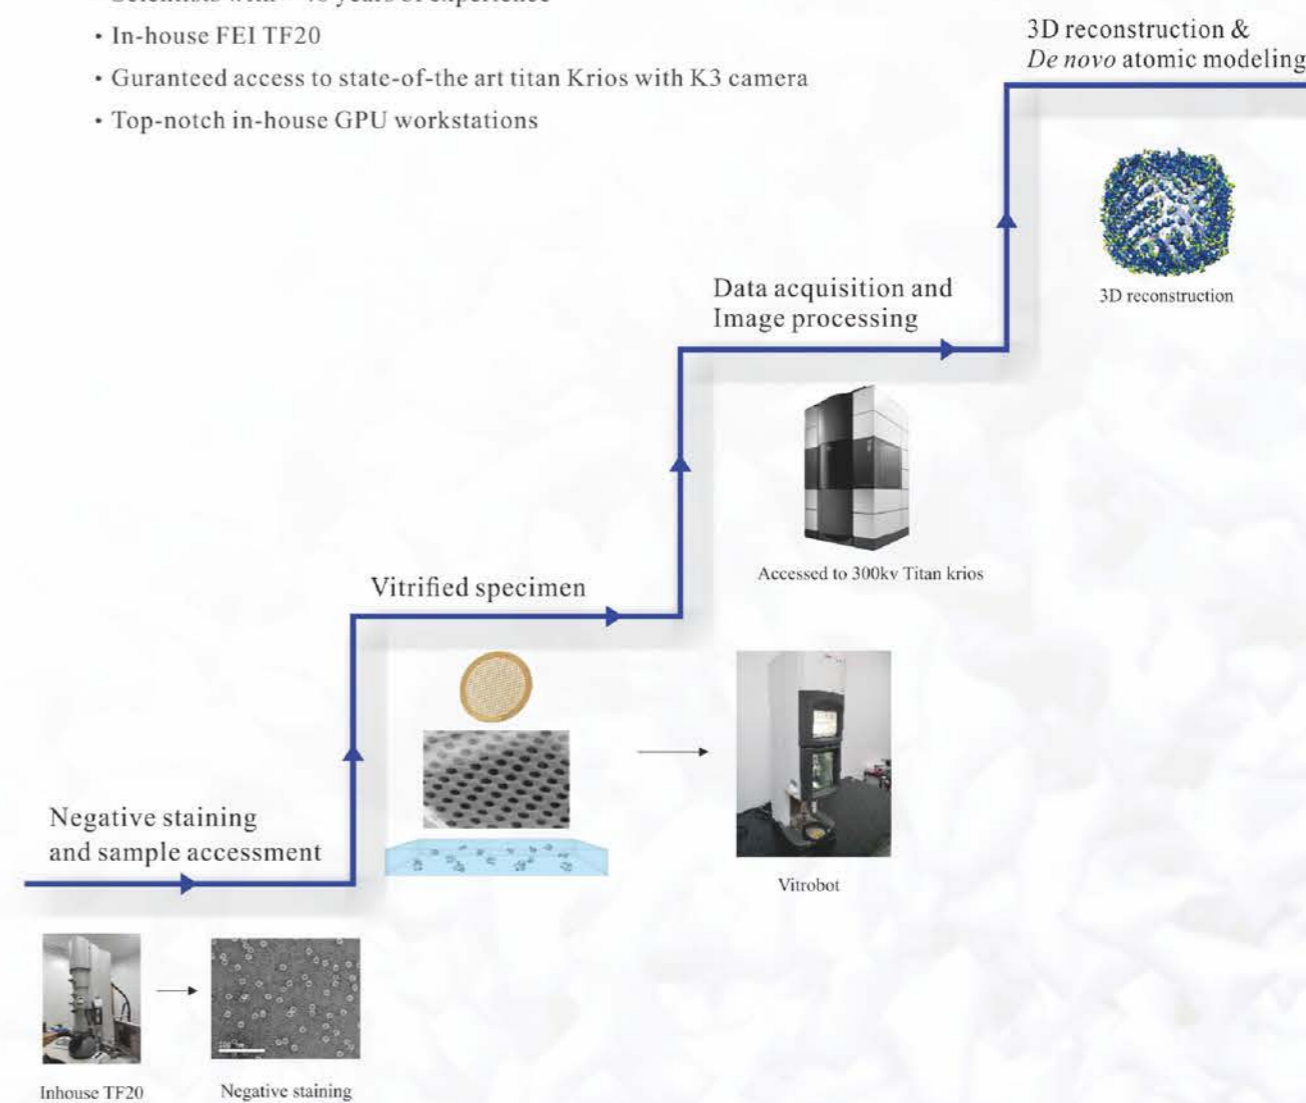 • In-house FEI TF20
• Guranteed access to state-of-the art titan Krios with K3 camera
• Top-notch in-house GPU workstations
3D reconstruction &
De novo atomic modeling
3D reconstruction
Data acquisition and
Image processing
Accessed to 300kv Titan krios
Vitrified specimen
Vitrobot
Negative staining
and sample accessment
Inhouse TF20
Negative staining